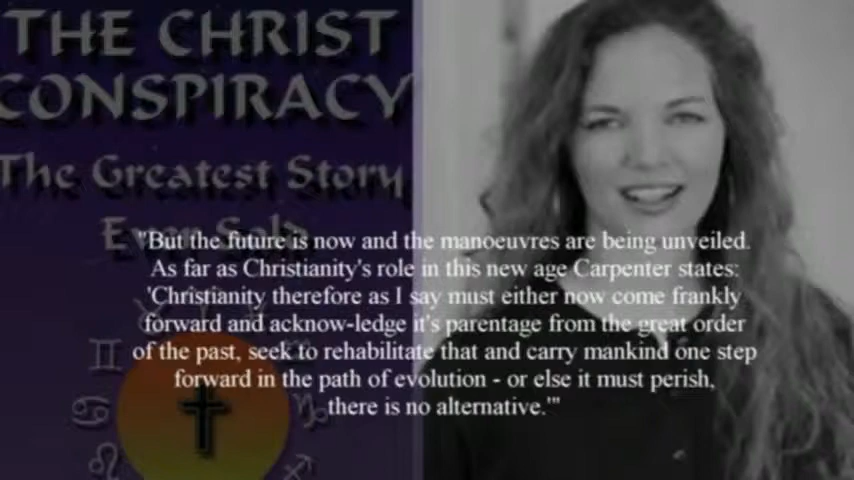 THE CHRIST
CONSPIRACY
The Greatest Story
Ever Sold
"But the future is now and the manoeuvres are being unveiled.
As far as Christianity's role in this new age Carpenter states:
'Christianity therefore as I say must either now come frankly
forward and acknow-ledge it's parentage from the great order
of the past, seek to rehabilitate that and carry mankind one step
forward in the path of evolution - or else it must perish,
there is no alternative.'"